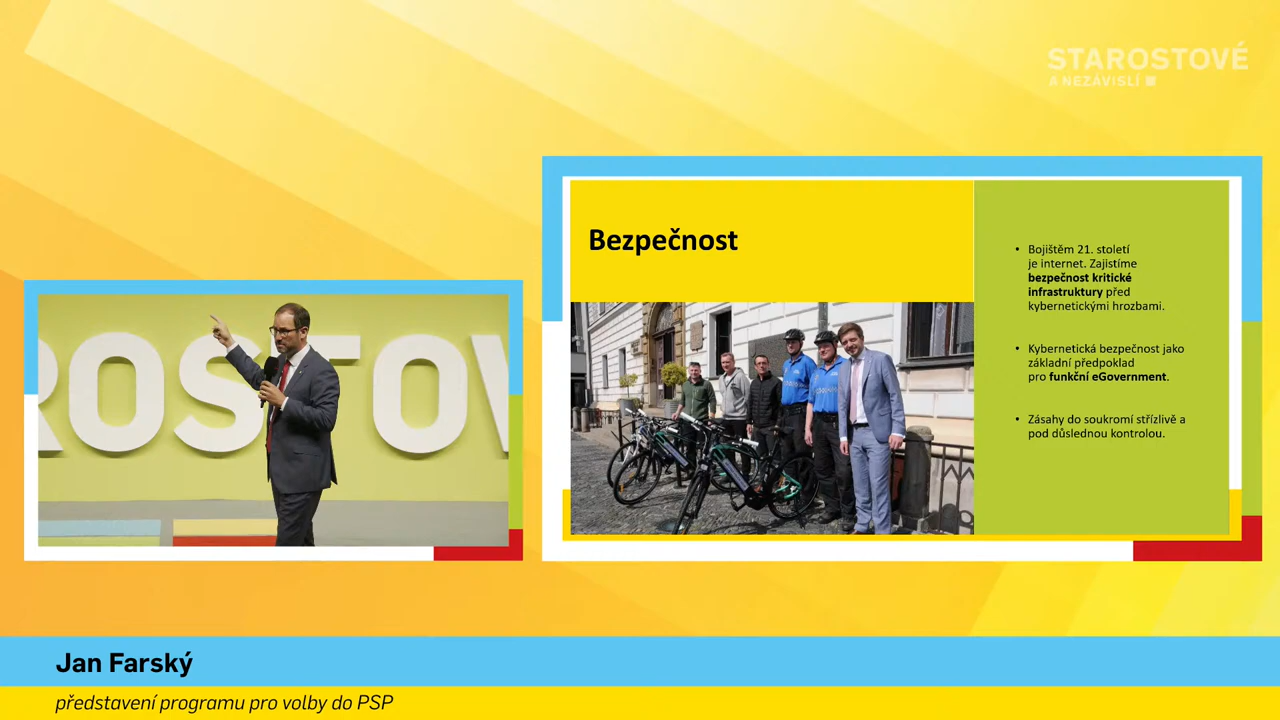 STAROSTOVÉ
A NEZÁVISLÍ
Bezpečnost
• Bojištěm 21. století
je internet. Zajistíme
bezpečnost kritické
infrastruktury před
kybernetickými hrozbami.
• Kybernetická bezpečnost jako
základní předpoklad
pro funkční eGovernment.
• Zásahy do soukromí střízlivě a
pod důslednou kontrolou.
ROSTOV
Jan Farský
představení programu pro volby do PSP